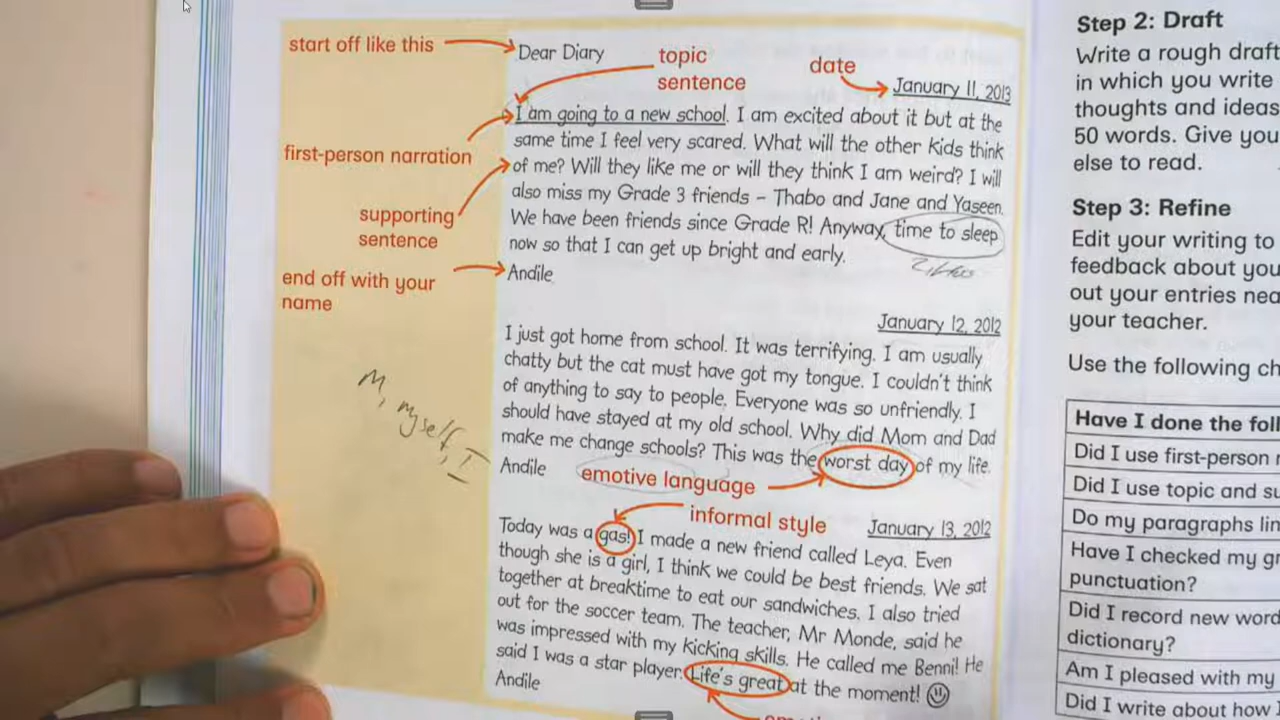 start off like this
Dear Diary
topic
sentence
date
January 11, 2013
I am going to a new school. I am excited about it but at the
first-person narration
same time I feel very scared. What will the other kids think
of me? Will they like me or will they think I am weird? I will
supporting
sentence
also miss my Grade 3 friends – Thabo and Jane and Yaseen.
We have been friends since Grade R! Anyway, time to sleep
now so that I can get up bright and early.
end off with your
name
Andile
January 12, 2012
I just got home from school. It was terrifying. I am usually
chatty but the cat must have got my tongue. I couldn't think
of anything to say to people. Everyone was so unfriendly. I
should have stayed at my old school. Why did Mom and Dad
make me change schools? This was the worst day of my life.
Andile
emotive language
M, myself, I
informal style
January 13, 2012
Today was a gas! I made a new friend called Leya. Even
though she is a girl, I think we could be best friends. We sat
together at breaktime to eat our sandwiches. I also tried
out for the soccer team. The teacher, Mr Monde, said he
was impressed with my kicking skills. He called me Benni! He
said I was a star player. Life's great at the moment!
Andile
Step 2: Draft
Write a rough draft
in which you write
thoughts and ideas
50 words. Give you
else to read.
Step 3: Refine
Edit your writing to
feedback about you
out your entries nea
your teacher.
Use the following ch
Have I done the foll
Did I use first-person
Did I use topic and su
Do my paragraphs lin
Have I checked my gr
punctuation?
Did I record new word
dictionary?
Am I pleased with my
Did I write about how